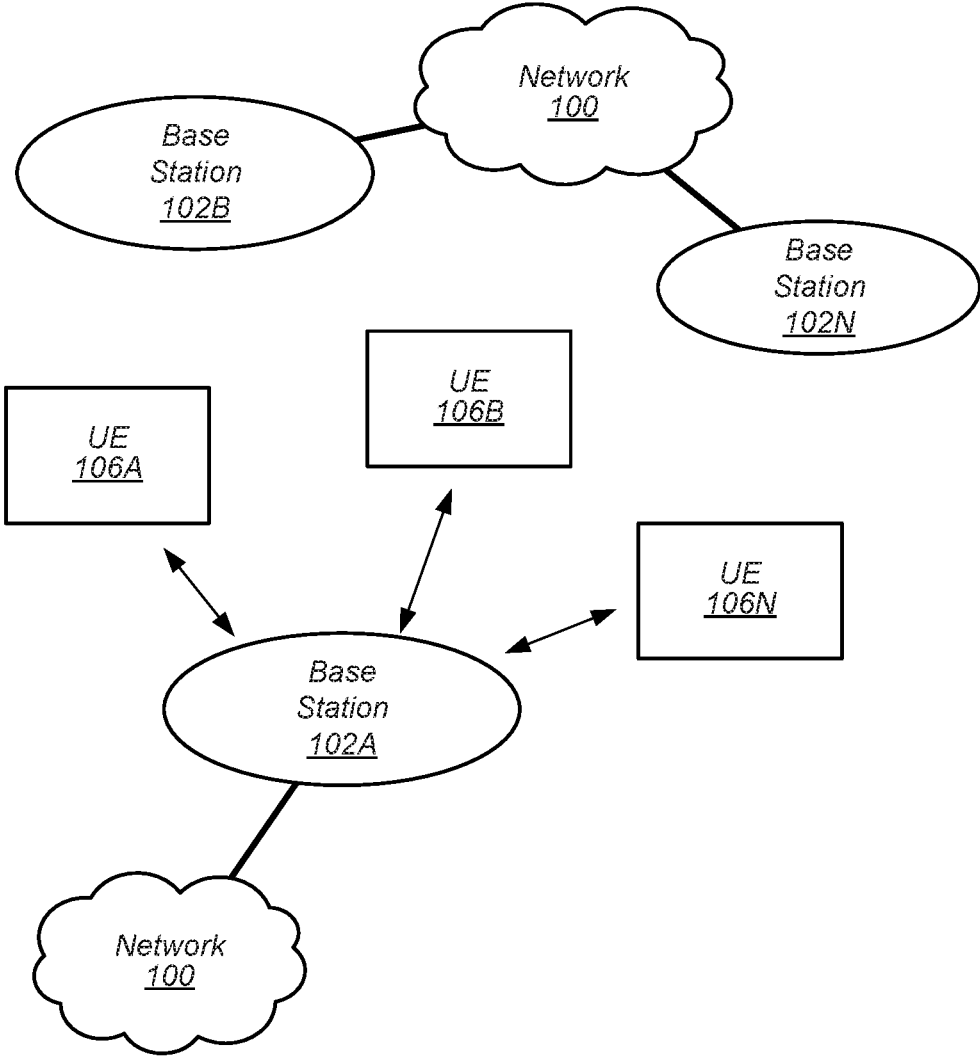 Network
100
Base
Station
102B
Base
Station
102N
UE
106B
UE
106A
UE
106N
Base
Station
102A
Network
100